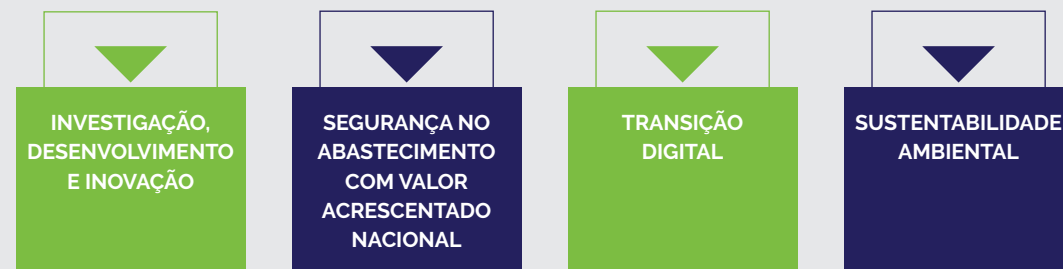 INVESTIGAÇÃO,
DESENVOLVIMENTO
E INOVAÇÃO
SEGURANÇA NO
ABASTECIMENTO
COM VALOR
ACRESCENTADO
NACIONAL
TRANSIÇÃO
DIGITAL
SUSTENTABILIDADE
AMBIENTAL